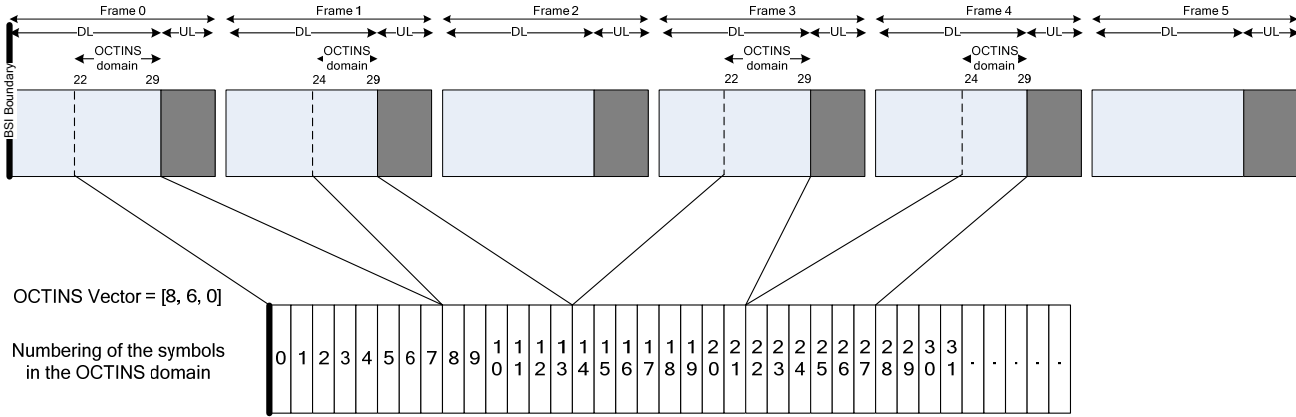 Frame 0 Frame 1 Frame 2 Frame 3 Frame 4 Frame 5
DL UL DL UL DL UL DL UL DL UL DL UL
OCTINS domain OCTINS domain OCTINS domain OCTINS domain
22 29 24 29 22 29 24 29
BSI Boundary
OCTINS Vector = [8, 6, 0]
Numbering of the symbols
in the OCTINS domain
0 1 2 3 4 5 6 7 8 9 10 11 12 13 14 15 16 17 18 19 20 21 22 23 24 25 26 27 28 29 30 31 . . . . .